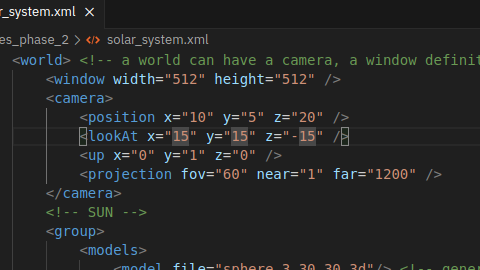 r_system.xml ×
es_phase_2 > solar_system.xml
<world> <!-- a world can have a camera, a window definit
<window width="512" height="512" />
<camera>
<position x="10" y="5" z="20" />
<lookAt x="15" y="15" z="-15" />
<up x="0" y="1" z="0" />
<projection fov="60" near="1" far="1200" />
</camera>
<!-- SUN -->
<group>
<models>
<model file="sphere_3_30_30.3d"/> <!-- gener